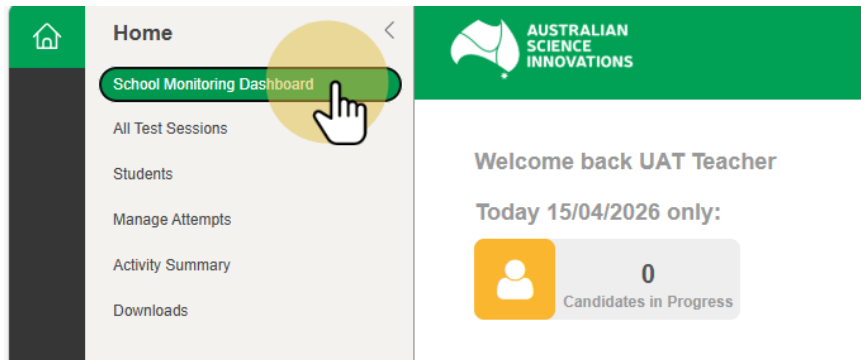 Home
School Monitoring Dashboard
All Test Sessions
Students
Manage Attempts
Activity Summary
Downloads
AUSTRALIAN
SCIENCE
INNOVATIONS
Welcome back UAT Teacher
Today 15/04/2026 only:
0
Candidates in Progress